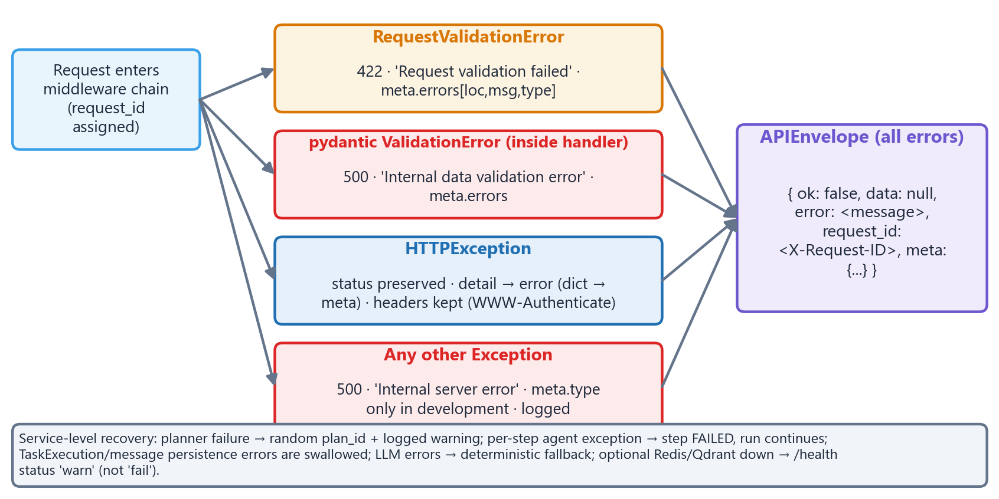 Request enters
middleware chain
(request_id
assigned)
RequestValidationError
422 · 'Request validation failed' ·
meta.errors[loc,msg,type]
pydantic ValidationError (inside handler)
500 · 'Internal data validation error' ·
meta.errors
HTTPException
status preserved · detail → error (dict →
meta) · headers kept (WWW-Authenticate)
Any other Exception
500 · 'Internal server error' · meta.type
only in development · logged
APIEnvelope (all errors)
{ ok: false, data: null,
error: <message>,
request_id:
<X-Request-ID>, meta:
{...} }
Service-level recovery: planner failure → random plan_id + logged warning; per-step agent exception → step FAILED, run continues;
TaskExecution/message persistence errors are swallowed; LLM errors → deterministic fallback; optional Redis/Qdrant down → /health
status 'warn' (not 'fail').